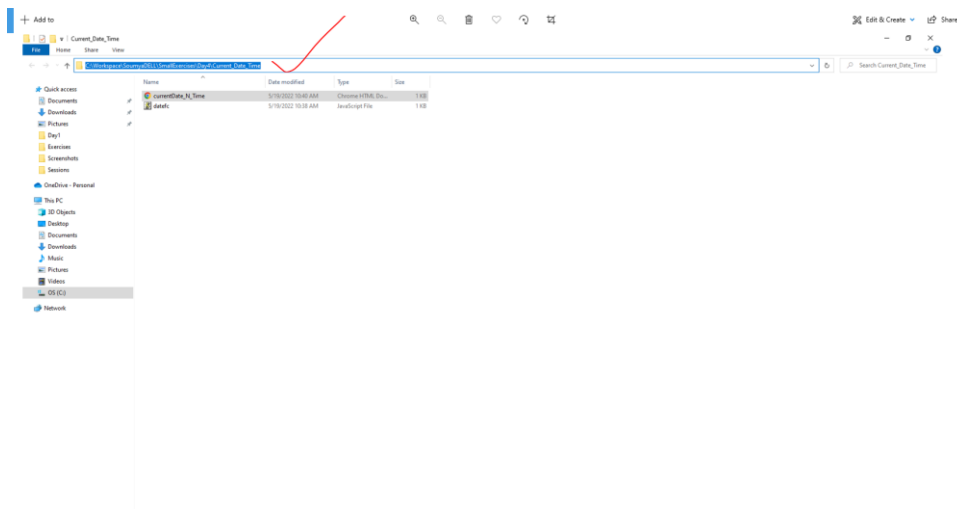 Add to
Edit & Create
Share
Current_Date_Time
File Home Share View
C:\Workspace\SoumyaDELL\SmallExercises\Day4\Current_Date_Time
Search Current_Date_Time
Name Date modified Type Size
Quick access
Documents
Downloads
Pictures
Day1
Exercises
Screenshots
Sessions
OneDrive - Personal
This PC
3D Objects
Desktop
Documents
Downloads
Music
Pictures
Videos
OS (C:)
Network
currentDate_N_Time 5/19/2022 10:40 AM Chrome HTML Do... 1 KB
datefc 5/19/2022 10:38 AM JavaScript File 1 KB